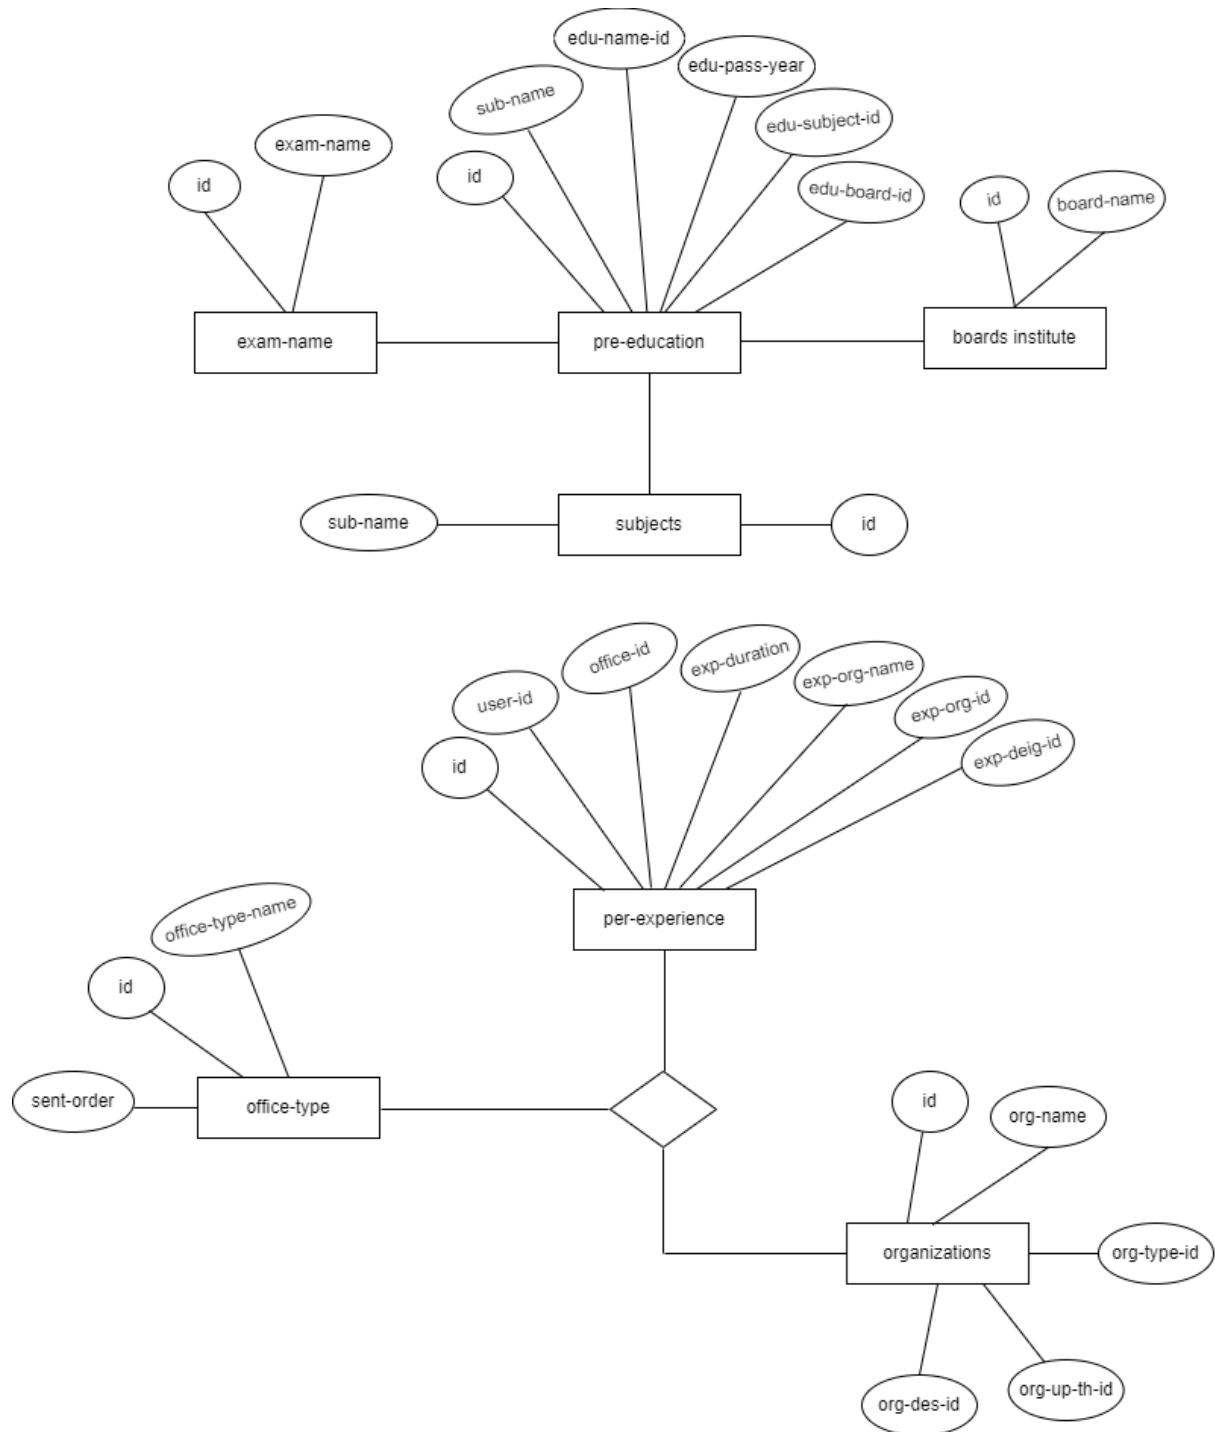 edu-name-id
edu-pass-year
sub-name
edu-subject-id
exam-name
id
id
edu-board-id
id
board-name
exam-name
pre-education
boards institute
sub-name
subjects
id
office-id
exp-duration
exp-org-name
user-id
exp-org-id
exp-deig-id
id
per-experience
office-type-name
id
sent-order
office-type
id
org-name
organizations
org-type-id
org-des-id
org-up-th-id